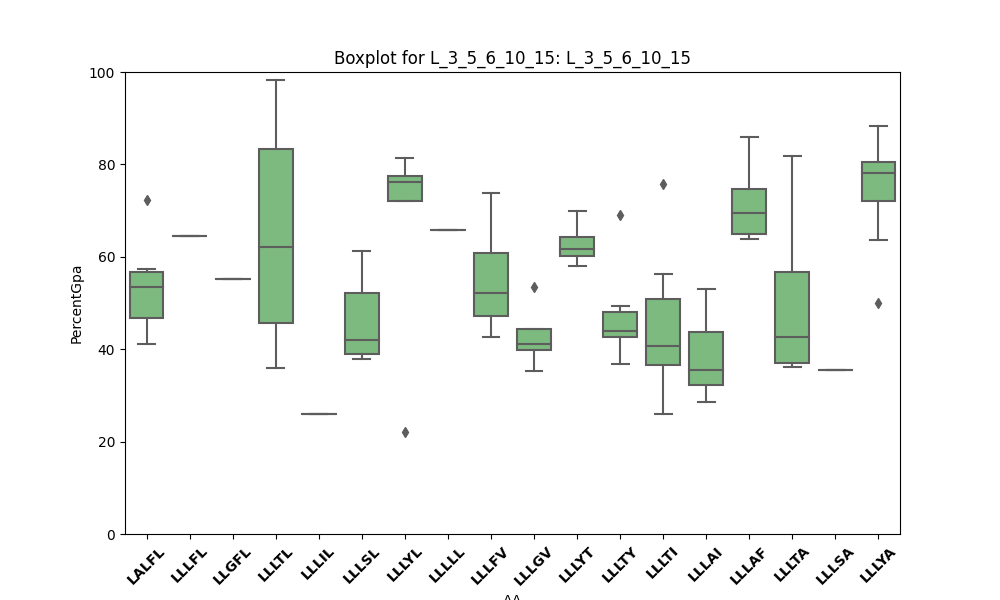 Boxplot for L_3_5_6_10_15: L_3_5_6_10_15
100
80
60
40
20
0
PercentGpa
LALFL LLLFL LLGFL LLLTL LLLIL LLLSL LLLYL LLLLL LLLFV LLLGV LLLYT LLLTY LLLTI LLLAI LLLAF LLLTA LLLSA LLLYA
AA